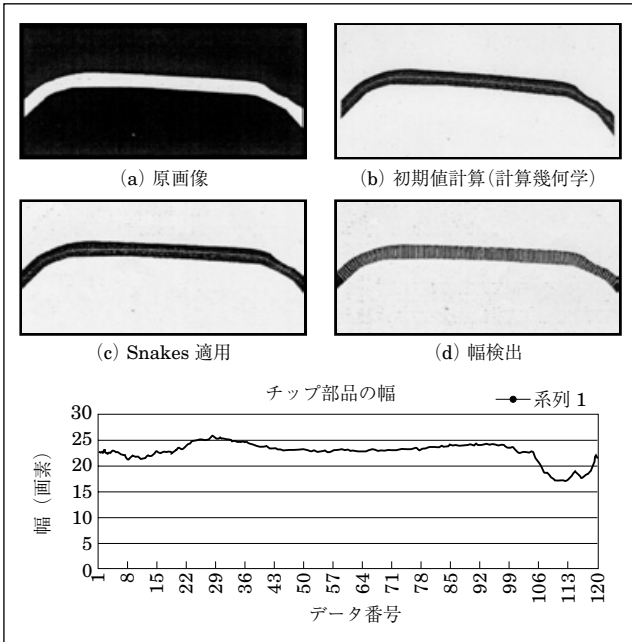 (a) 原画像
(b) 初期値計算(計算幾何学)
(c) Snakes 適用
(d) 幅検出
チップ部品の幅
系列 1
幅(画素)
30
25
20
15
10
5
0
1 8 15 22 29 36 43 50 57 64 71 78 85 92 99 106 113 120
データ番号